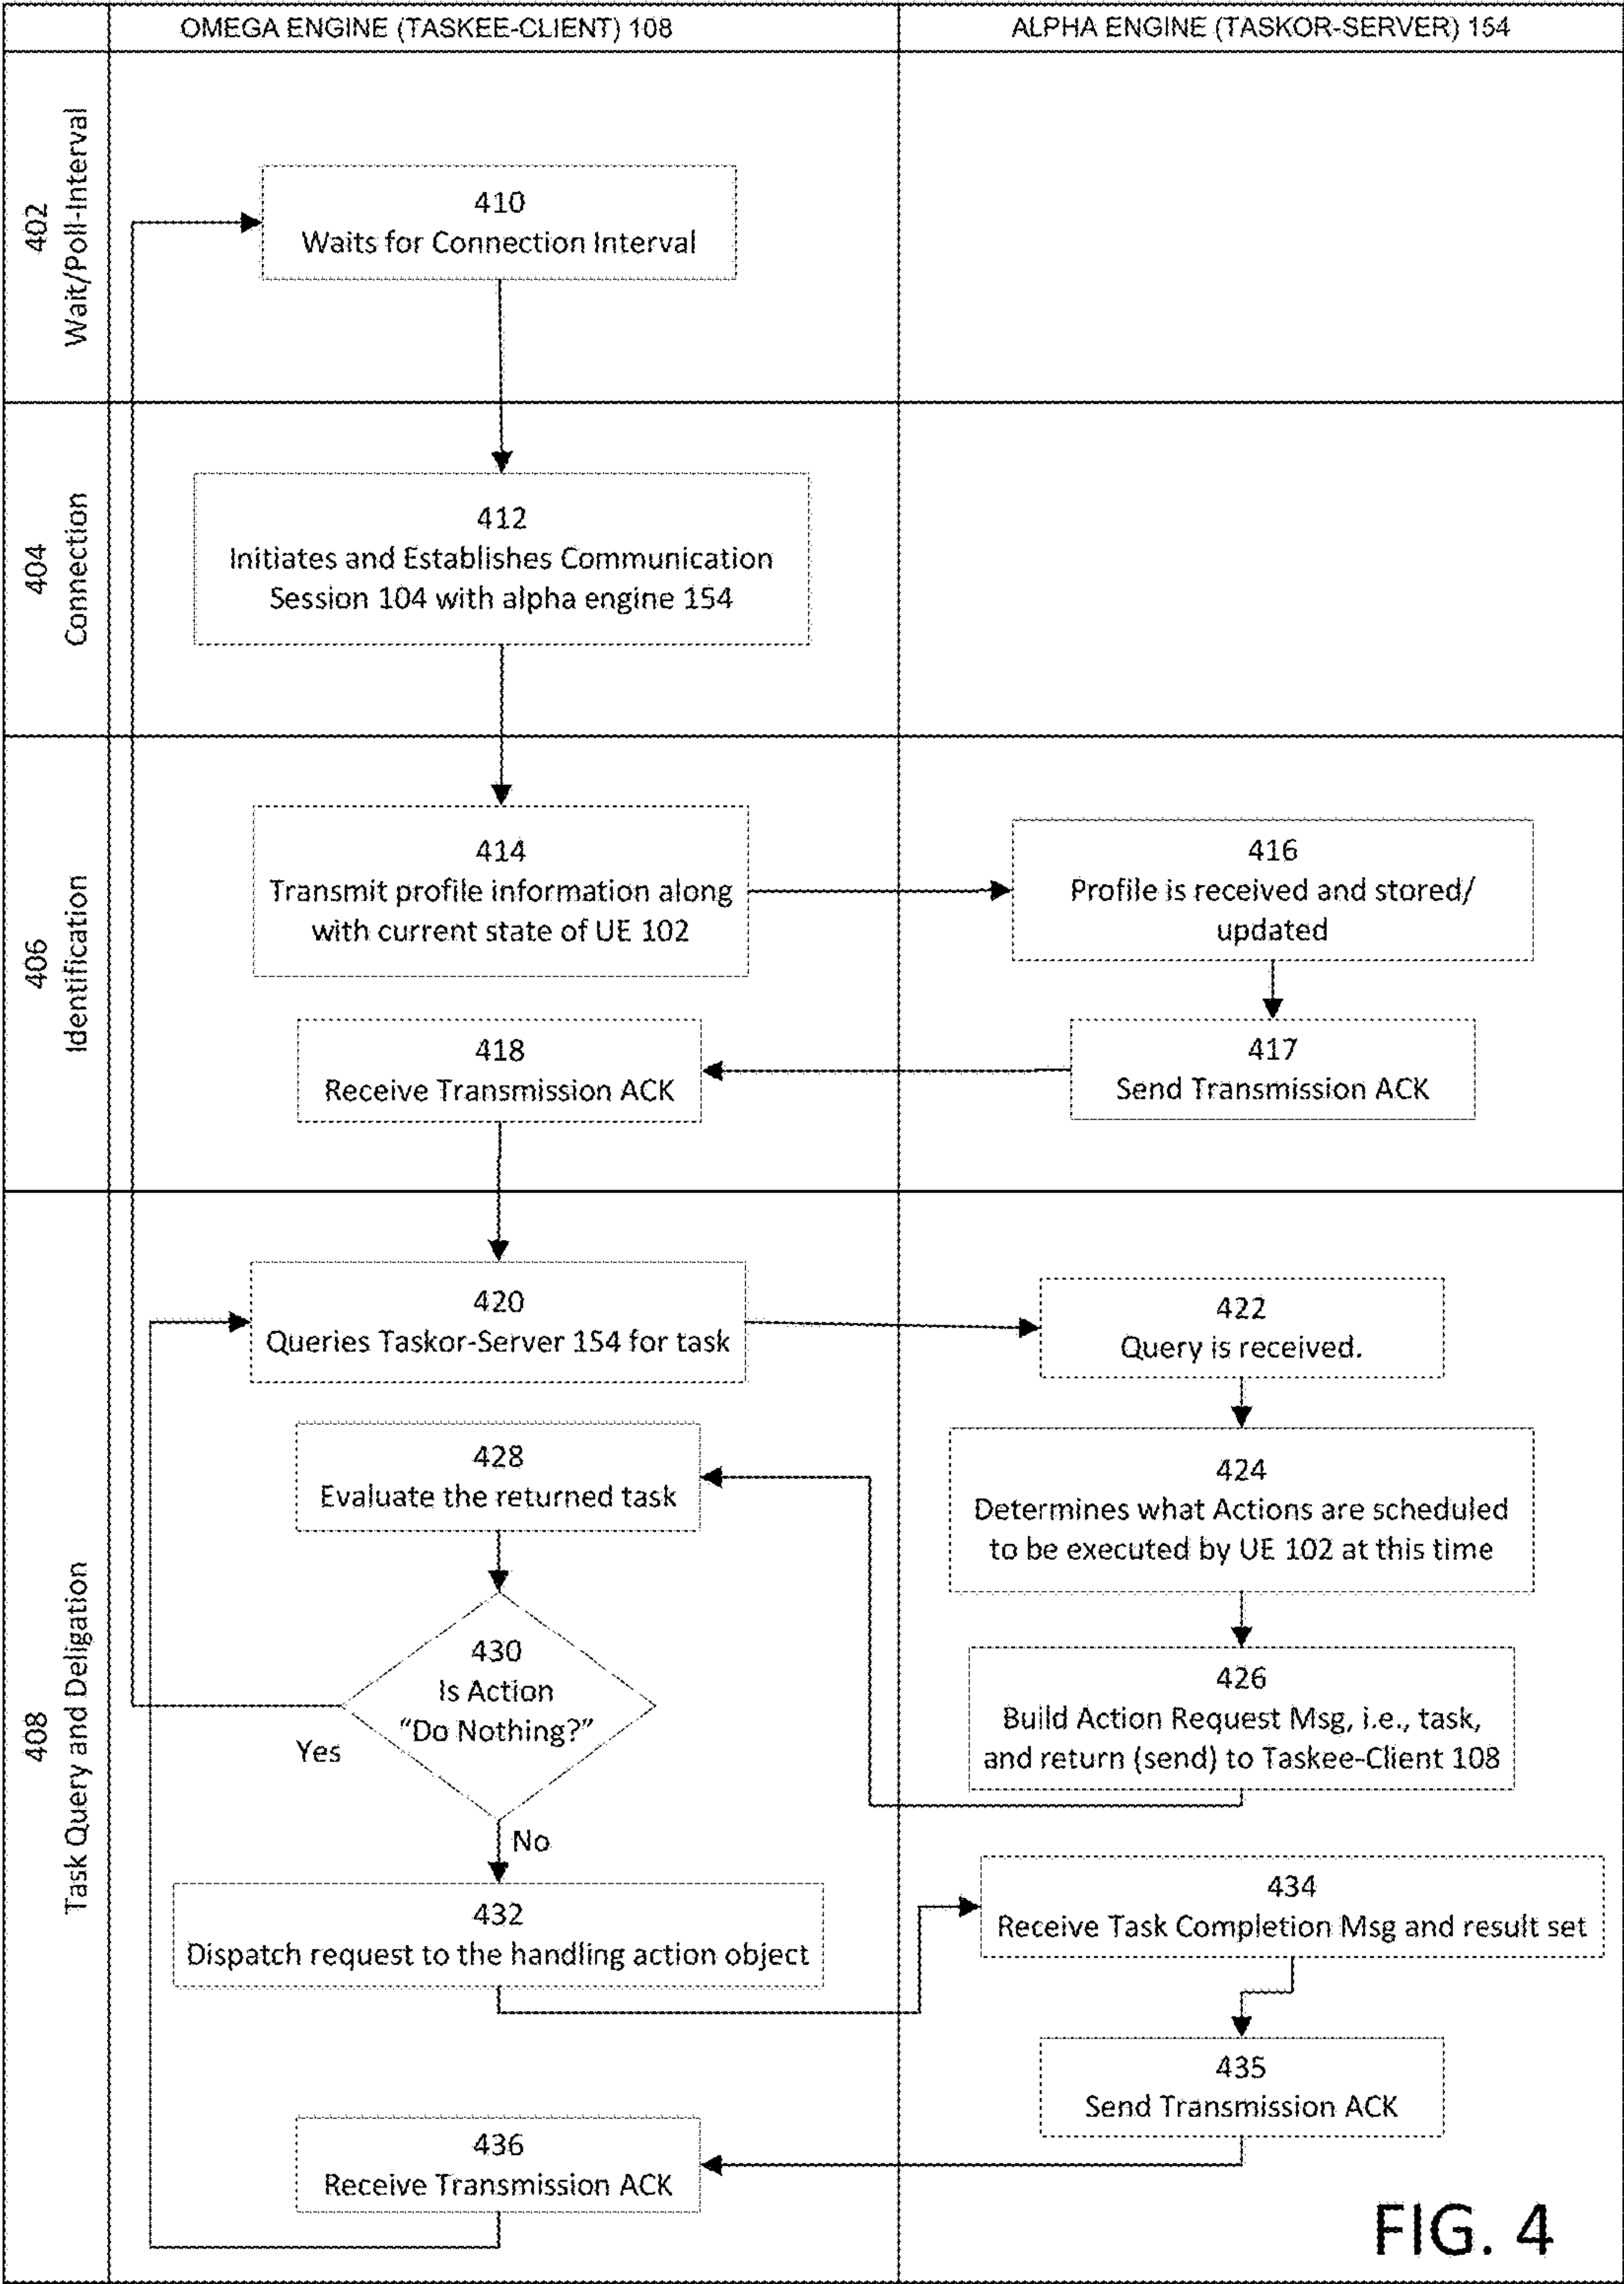 OMEGA ENGINE (TASKEE-CLIENT) 108
ALPHA ENGINE (TASKOR-SERVER) 154
402
Wait/Poll-Interval
410
Waits for Connection Interval
404
Connection
412
Initiates and Establishes Communication
Session 104 with alpha engine 154
406
Identification
414
Transmit profile information along
with current state of UE 102
416
Profile is received and stored/
updated
417
Send Transmission ACK
418
Receive Transmission ACK
408
Task Query and Deligation
420
Queries Taskor-Server 154 for task
422
Query is received.
424
Determines what Actions are scheduled
to be executed by UE 102 at this time
426
Build Action Request Msg, i.e., task,
and return (send) to Taskee-Client 108
428
Evaluate the returned task
430
Is Action
“Do Nothing?”
Yes
No
432
Dispatch request to the handling action object
434
Receive Task Completion Msg and result set
435
Send Transmission ACK
436
Receive Transmission ACK
FIG. 4